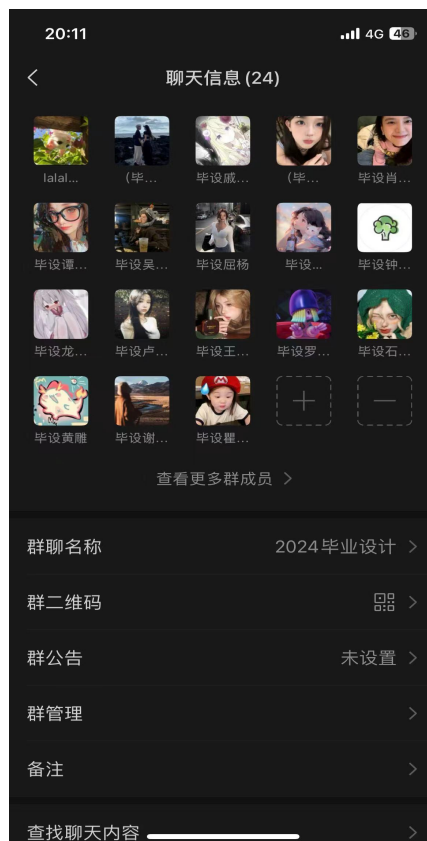 20:11
4G
46
聊天信息(24)
lalal... (毕... 毕设戚... (毕... 毕设肖...
毕设谭... 毕设吴... 毕设屈杨 毕设... 毕设钟...
毕设龙... 毕设卢... 毕设王... 毕设罗... 毕设石...
毕设黄雕 毕设谢... 毕设瞿...
查看更多群成员
群聊名称 2024毕业设计
群二维码
群公告 未设置
群管理
备注
查找聊天内容